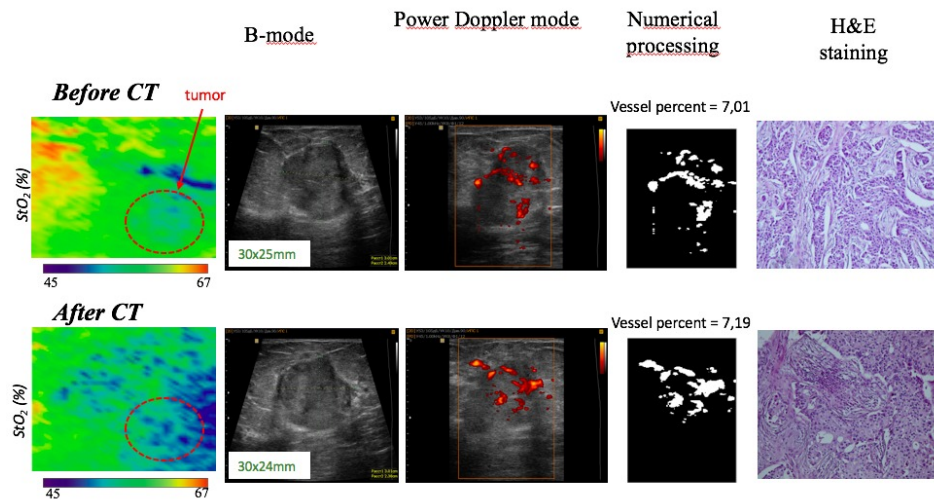 B-mode
Power Doppler mode
Numerical
processing
H&E
staining
Before CT
tumor
Vessel percent = 7,01
StO2 (%)
30x25mm
45
67
After CT
Vessel percent = 7,19
StO2 (%)
30x24mm
45
67